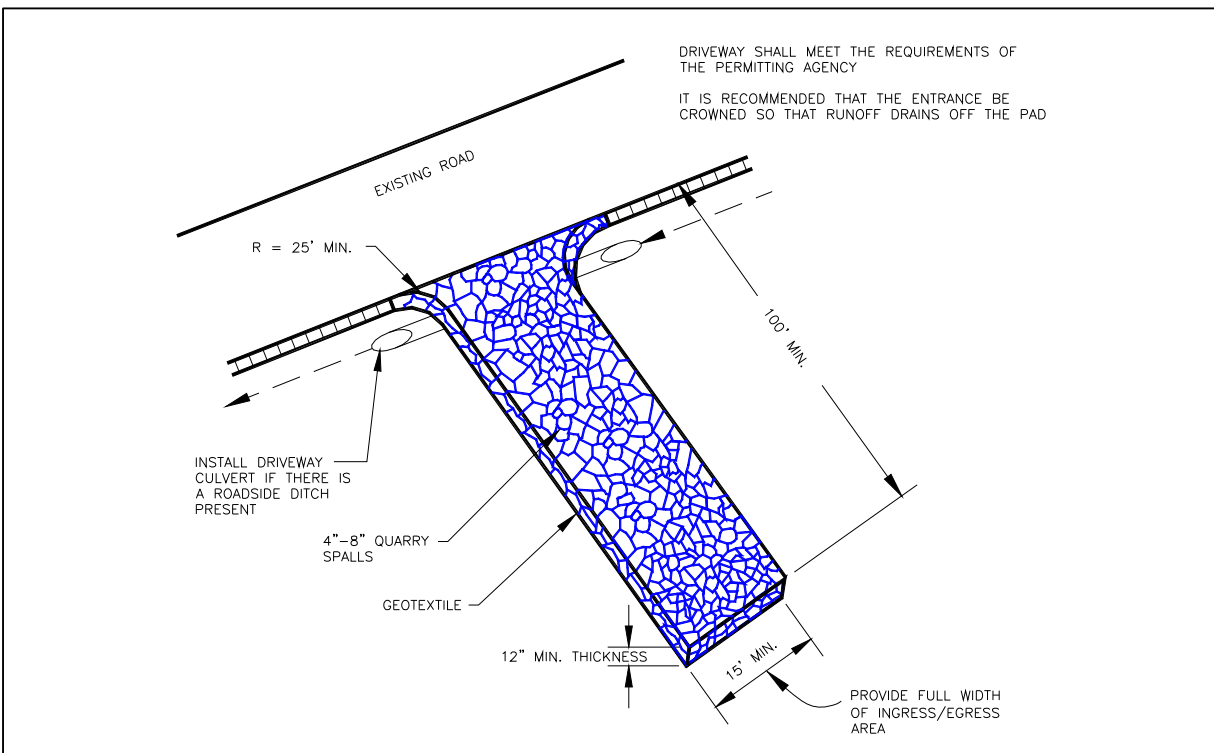 DRIVEWAY SHALL MEET THE REQUIREMENTS OF
THE PERMITTING AGENCY
IT IS RECOMMENDED THAT THE ENTRANCE BE
CROWNED SO THAT RUNOFF DRAINS OFF THE PAD
EXISTING ROAD
R = 25' MIN.
100' MIN.
INSTALL DRIVEWAY
CULVERT IF THERE IS
A ROADSIDE DITCH
PRESENT
4"-8" QUARRY
SPALLS
GEOTEXTILE
12" MIN. THICKNESS
15' MIN.
PROVIDE FULL WIDTH
OF INGRESS/EGRESS
AREA